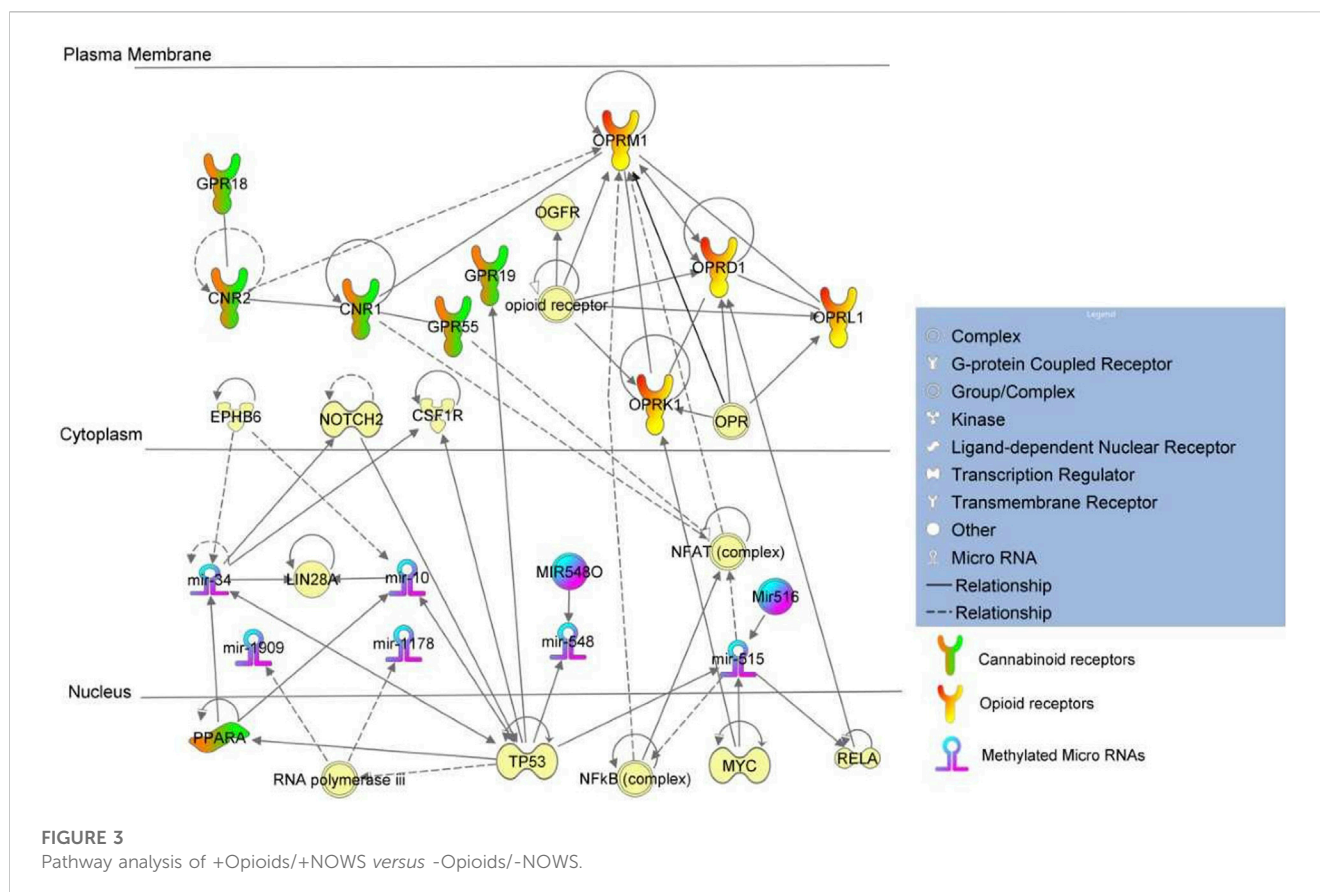 Plasma Membrane
OPRM1
GPR18
OGFR
GPR19
OPRD1
CNR2
CNR1
opioid receptor
GPR55
OPRL1
EPHB6
NOTCH2
CSF1R
OPRK1
OPR
Cytoplasm
NFAT (complex)
mir-34
LIN28A
mir-10
MIR548O
Mir516
mir-1909
mir-1178
mir-548
mir-515
Nucleus
PPARA
TP53
RNA polymerase iii
NFkB (complex)
MYC
RELA
Legend
Complex
G-protein Coupled Receptor
Group/Complex
Kinase
Ligand-dependent Nuclear Receptor
Transcription Regulator
Transmembrane Receptor
Other
Micro RNA
Relationship
Relationship
Cannabinoid receptors
Opioid receptors
Methylated Micro RNAs
FIGURE 3
Pathway analysis of +Opioids/+NOWS versus -Opioids/-NOWS.